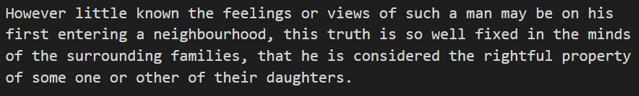 However little known the feelings or views of such a man may be on his
first entering a neighbourhood, this truth is so well fixed in the minds
of the surrounding families, that he is considered the rightful property
of some one or other of their daughters.